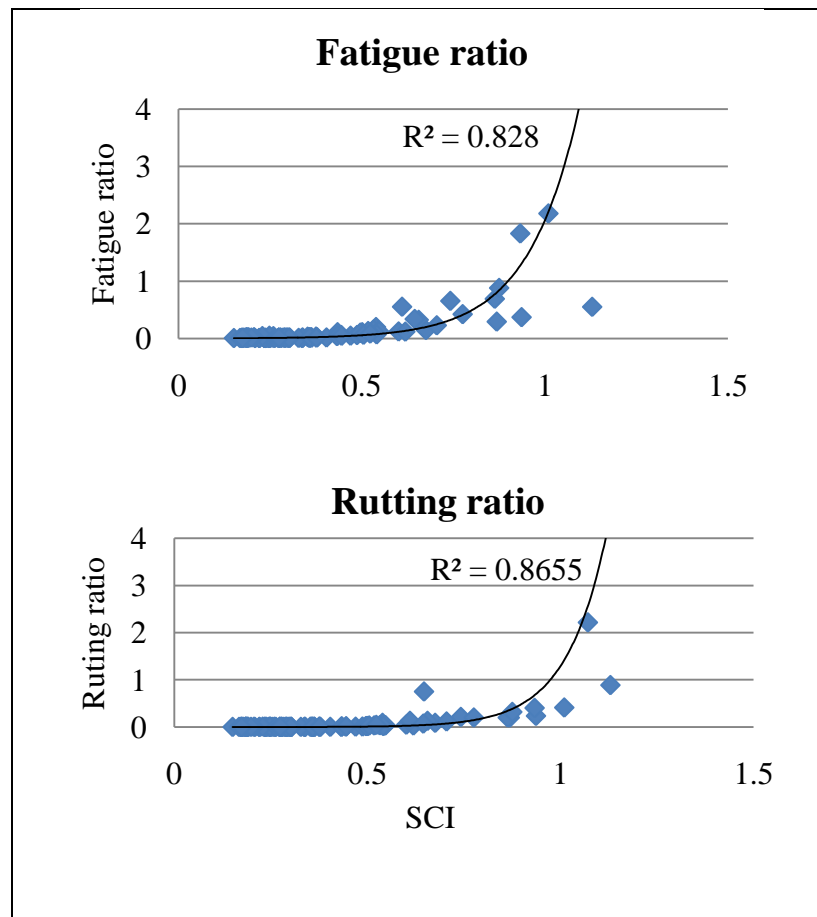 Fatigue ratio
4
R² = 0.828
3
2
1
0
0 0.5 1 1.5
Fatigue ratio
Rutting ratio
4
R² = 0.8655
3
2
1
0
0 0.5 1 1.5
Ruting ratio
SCI